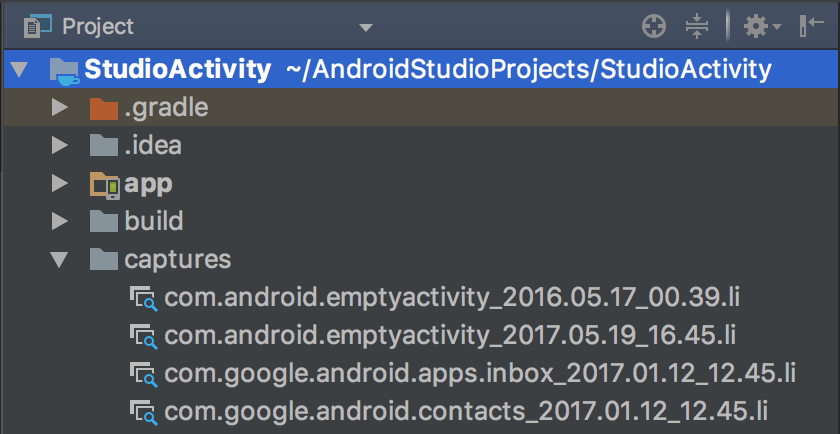 Project
StudioActivity ~/AndroidStudioProjects/StudioActivity
.gradle
.idea
app
build
captures
com.android.emptyactivity_2016.05.17_00.39.li
com.android.emptyactivity_2017.05.19_16.45.li
com.google.android.apps.inbox_2017.01.12_12.45.li
com.google.android.contacts_2017.01.12_12.45.li